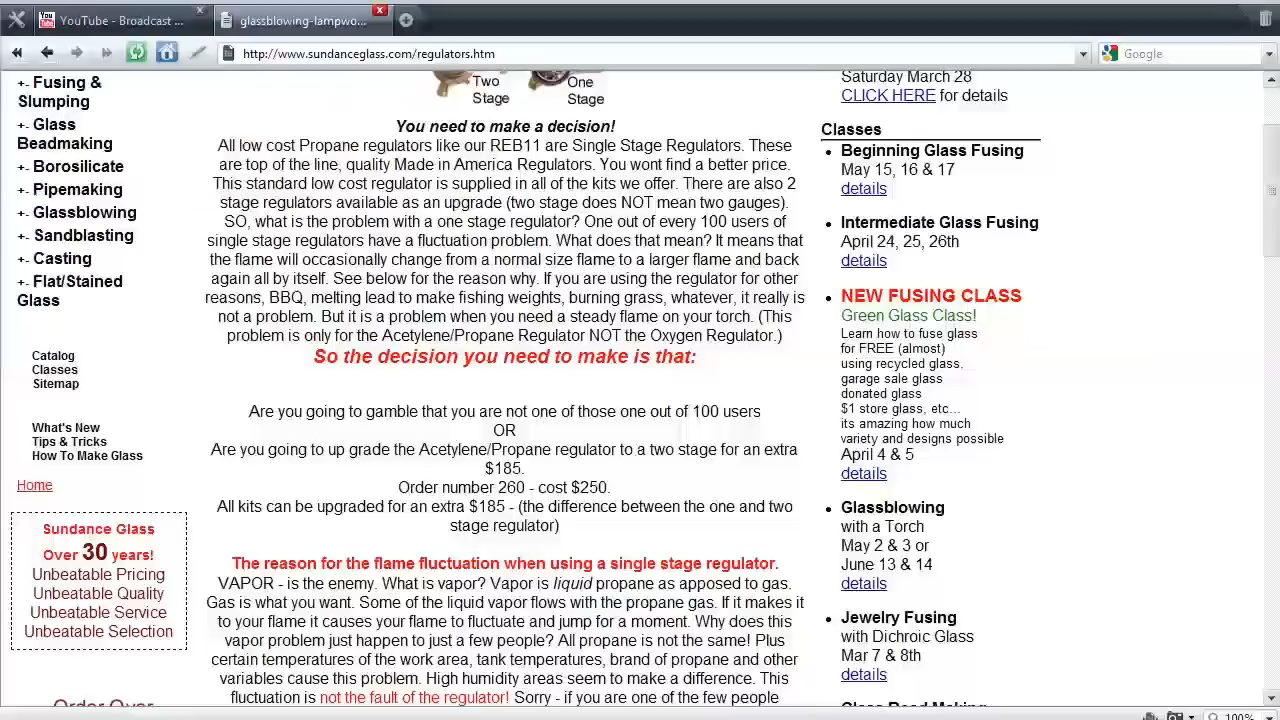 YouTube - Broadcast ...
glassblowing-lampwo...
http://www.sundanceglass.com/regulators.htm
Google
+- Fusing &
Slumping
+- Glass
Beadmaking
+- Borosilicate
+- Pipemaking
+- Glassblowing
+- Sandblasting
+- Casting
+- Flat/Stained
Glass
Catalog
Classes
Sitemap
What's New
Tips & Tricks
How To Make Glass
Home
Sundance Glass
Over 30 years!
Unbeatable Pricing
Unbeatable Quality
Unbeatable Service
Unbeatable Selection
Order Over
Two
Stage
One
Stage
You need to make a decision!
All low cost Propane regulators like our REB11 are Single Stage Regulators. These
are top of the line, quality Made in America Regulators. You wont find a better price.
This standard low cost regulator is supplied in all of the kits we offer. There are also 2
stage regulators available as an upgrade (two stage does NOT mean two gauges).
SO, what is the problem with a one stage regulator? One out of every 100 users of
single stage regulators have a fluctuation problem. What does that mean? It means that
the flame will occasionally change from a normal size flame to a larger flame and back
again all by itself. See below for the reason why. If you are using the regulator for other
reasons, BBQ, melting lead to make fishing weights, burning grass, whatever, it really is
not a problem. But it is a problem when you need a steady flame on your torch. (This
problem is only for the Acetylene/Propane Regulator NOT the Oxygen Regulator.)
So the decision you need to make is that:
Are you going to gamble that you are not one of those one out of 100 users
OR
Are you going to up grade the Acetylene/Propane regulator to a two stage for an extra
$185.
Order number 260 - cost $250.
All kits can be upgraded for an extra $185 - (the difference between the one and two
stage regulator)
The reason for the flame fluctuation when using a single stage regulator.
VAPOR - is the enemy. What is vapor? Vapor is liquid propane as apposed to gas.
Gas is what you want. Some of the liquid vapor flows with the propane gas. If it makes it
to your flame it causes your flame to fluctuate and jump for a moment. Why does this
vapor problem just happen to just a few people? All propane is not the same! Plus
certain temperatures of the work area, tank temperatures, brand of propane and other
variables cause this problem. High humidity areas seem to make a difference. This
fluctuation is not the fault of the regulator! Sorry - if you are one of the few people
Saturday March 28
CLICK HERE for details
Classes
Beginning Glass Fusing
May 15, 16 & 17
details
Intermediate Glass Fusing
April 24, 25, 26th
details
NEW FUSING CLASS
Green Glass Class!
Learn how to fuse glass
for FREE (almost)
using recycled glass,
garage sale glass
donated glass
$1 store glass, etc...
its amazing how much
variety and designs possible
April 4 & 5
details
Glassblowing
with a Torch
May 2 & 3 or
June 13 & 14
details
Jewelry Fusing
with Dichroic Glass
Mar 7 & 8th
details
Glass Bead Making
100%